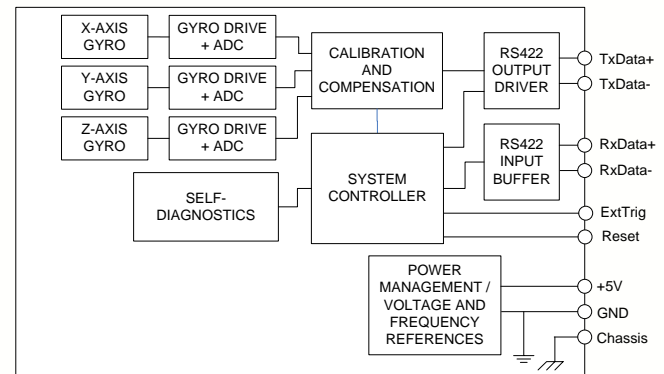 X-AXIS
GYRO
GYRO DRIVE
+ ADC
Y-AXIS
GYRO
GYRO DRIVE
+ ADC
Z-AXIS
GYRO
GYRO DRIVE
+ ADC
CALIBRATION
AND
COMPENSATION
RS422
OUTPUT
DRIVER
TxData+
TxData-
SELF-
DIAGNOSTICS
SYSTEM
CONTROLLER
RS422
INPUT
BUFFER
RxData+
RxData-
ExtTrig
Reset
POWER
MANAGEMENT /
VOLTAGE AND
FREQUENCY
REFERENCES
+5V
GND
Chassis